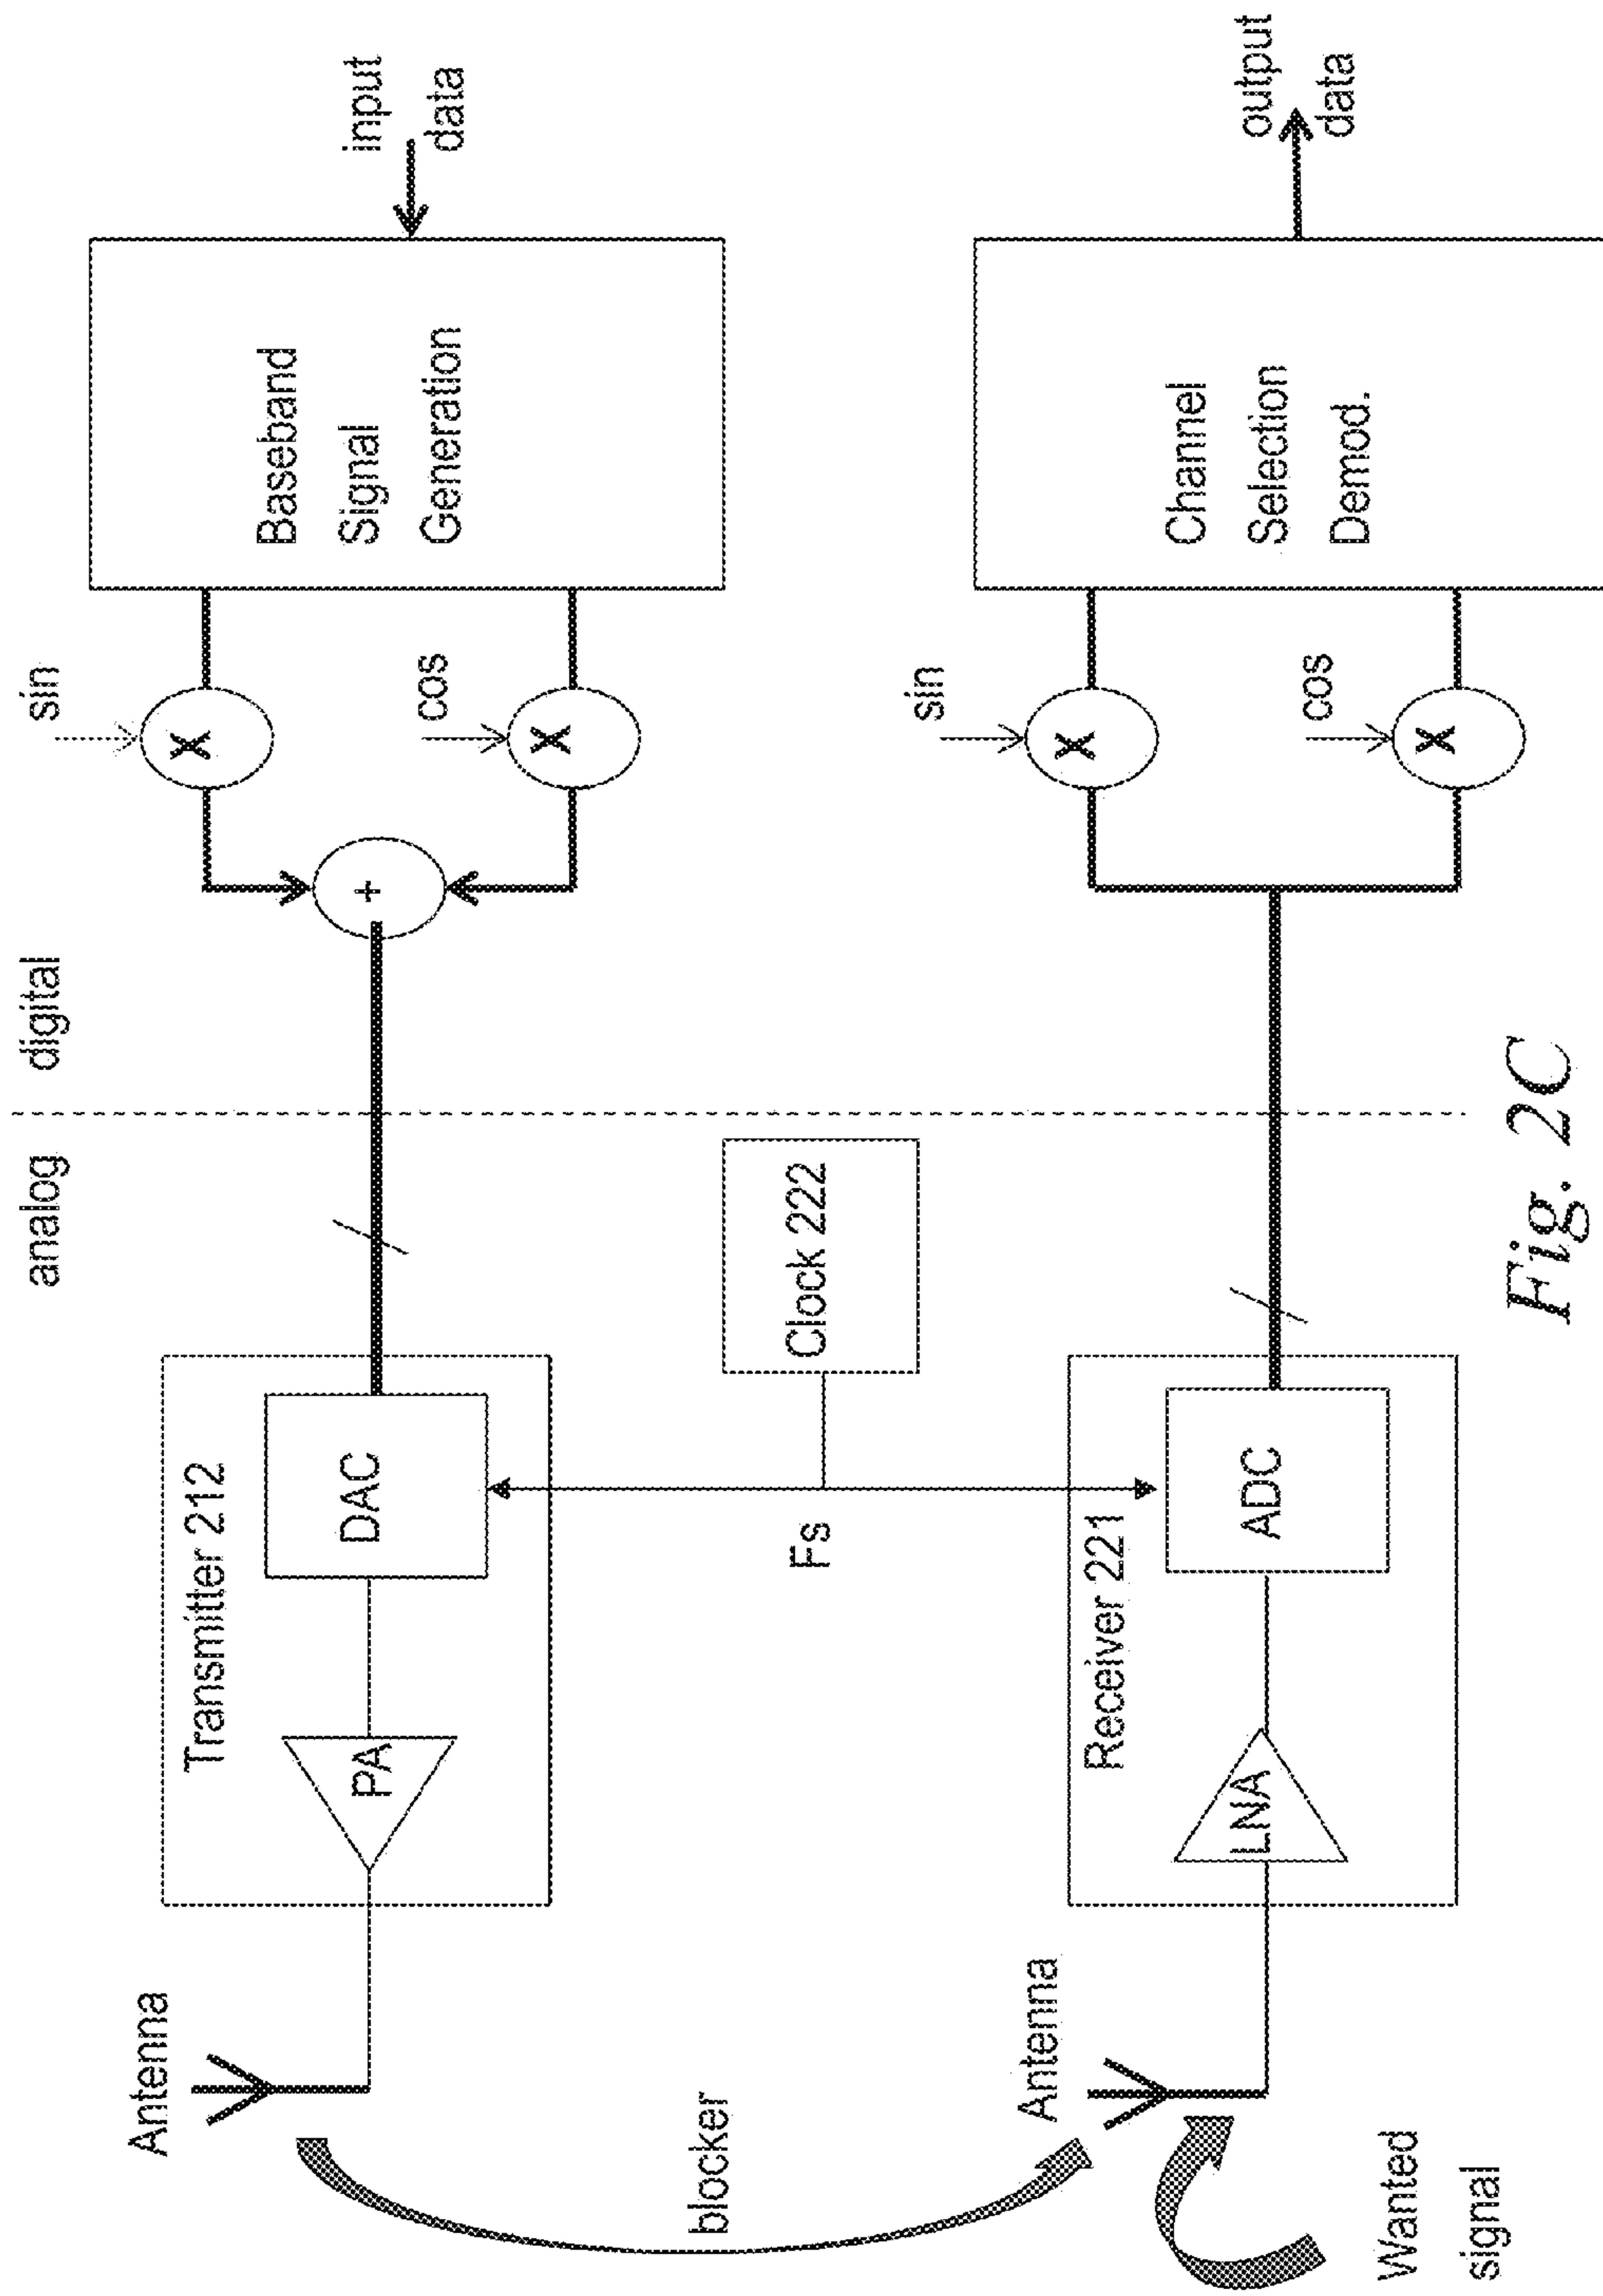 analog
digital
Antenna
Transmitter 212
PA
DAC
+
sin
X
cos
X
Baseband
Signal
Generation
input
data
blocker
Fs
Clock 222
Antenna
Receiver 221
LNA
ADC
sin
X
cos
X
Channel
Selection
Demod.
output
data
Wanted
signal
Fig. 2C